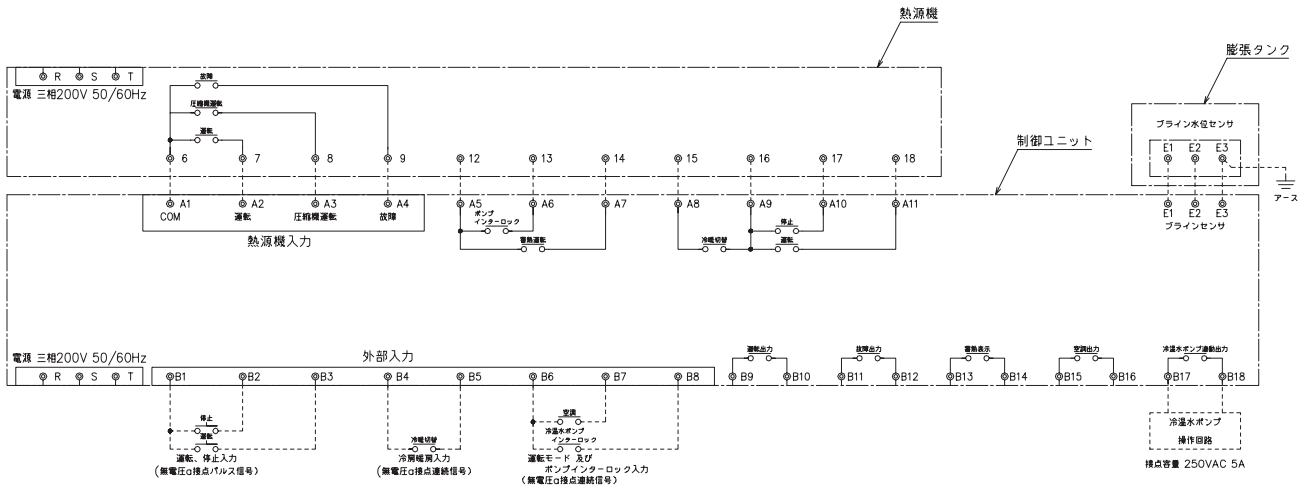 熱源機
膨張タンク
R S T
電源 三相200V 50/60Hz
故障
圧縮機運転
運転
6 7 8 9 12 13 14 15 16 17 18
ブライン水位センサ
E1 E2 E3
アース
制御ユニット
A1 A2 A3 A4 A5 A6 A7 A8 A9 A10 A11
COM 運転 圧縮機運転 故障
熱源機入力
ポンプ
インターロック
蓄熱運転
冷暖切替
停止
運転
E1 E2 E3
ブラインセンサ
電源 三相200V 50/60Hz
R S T
外部入力
B1 B2 B3 B4 B5 B6 B7 B8
運転出力
B9 B10
故障出力
B11 B12
蓄熱表示
B13 B14
空調出力
B15 B16
冷温水ポンプ連動出力
B17 B18
停止
運転
運転、停止入力
(無電圧a接点パルス信号)
冷暖切替
冷房暖房入力
(無電圧a接点連続信号)
空調
冷温水ポンプ
インターロック
運転モード 及び
ポンプインターロック入力
(無電圧a接点連続信号)
冷温水ポンプ
操作回路
接点容量 250VAC 5A